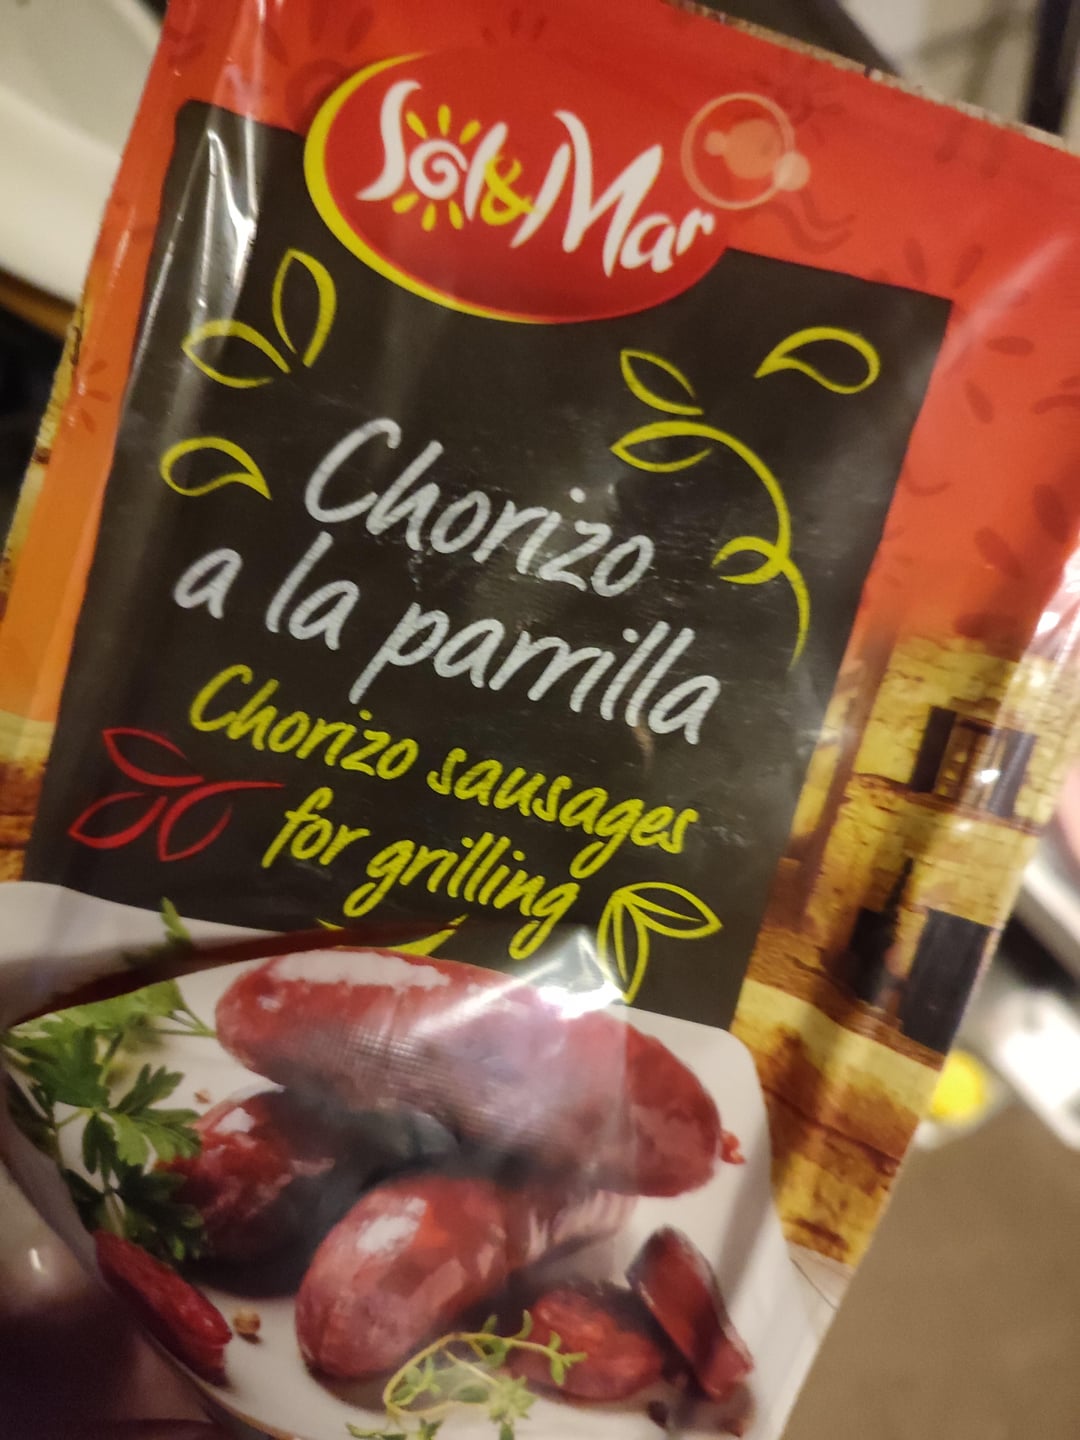 Sol&Mar
Chorizo
a la parrilla
Chorizo sausages
for grilling